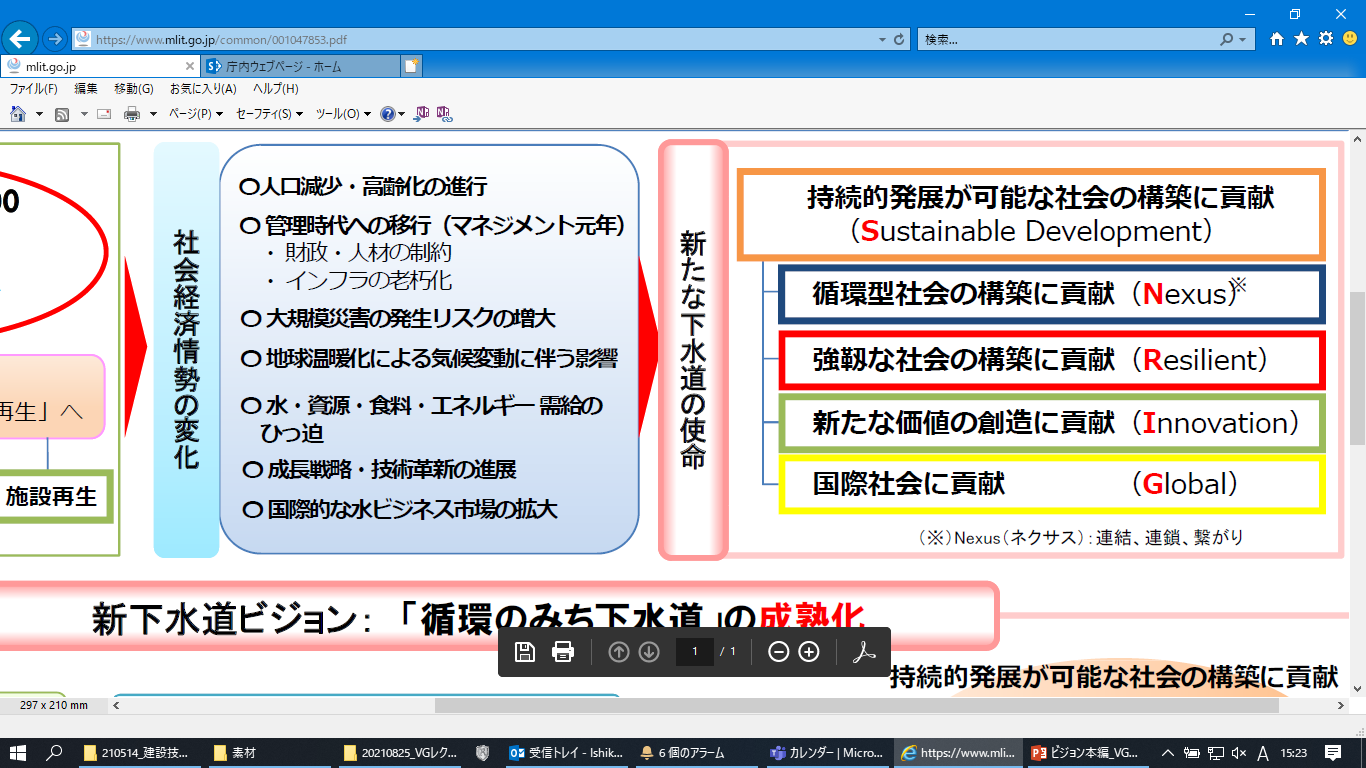 https://www.mlit.go.jp/common/001047853.pdf
検索...
mlit.go.jp
庁内ウェブページ - ホーム
ファイル(F) 編集 移動(G) お気に入り(A) ヘルプ(H)
ページ(P) セーフティ(S) ツール(O)
00
再生」へ
施設再生
社会経済情勢の変化
〇人口減少・高齢化の進行
〇 管理時代への移行（マネジメント元年）
・ 財政・人材の制約
・ インフラの老朽化
〇 大規模災害の発生リスクの増大
〇 地球温暖化による気候変動に伴う影響
〇 水・資源・食料・エネルギー 需給の
ひっ迫
〇 成長戦略・技術革新の進展
〇 国際的な水ビジネス市場の拡大
新たな下水道の使命
持続的発展が可能な社会の構築に貢献
（Sustainable Development）
循環型社会の構築に貢献（Nexus）※
強靱な社会の構築に貢献（Resilient）
新たな価値の創造に貢献（Innovation）
国際社会に貢献 （Global）
（※）Nexus（ネクサス）：連結、連鎖、繋がり
新下水道ビジョン：「循環のみち下水道」の成熟化
1 / 1
持続的発展が可能な社会の構築に貢献
297 x 210 mm
210514_建設技...
素材
20210825_VGレク...
受信トレイ - Ishik...
6 個のアラーム
カレンダー | Micro...
https://www.mli...
ビジョン本編_VG...
A
15:23